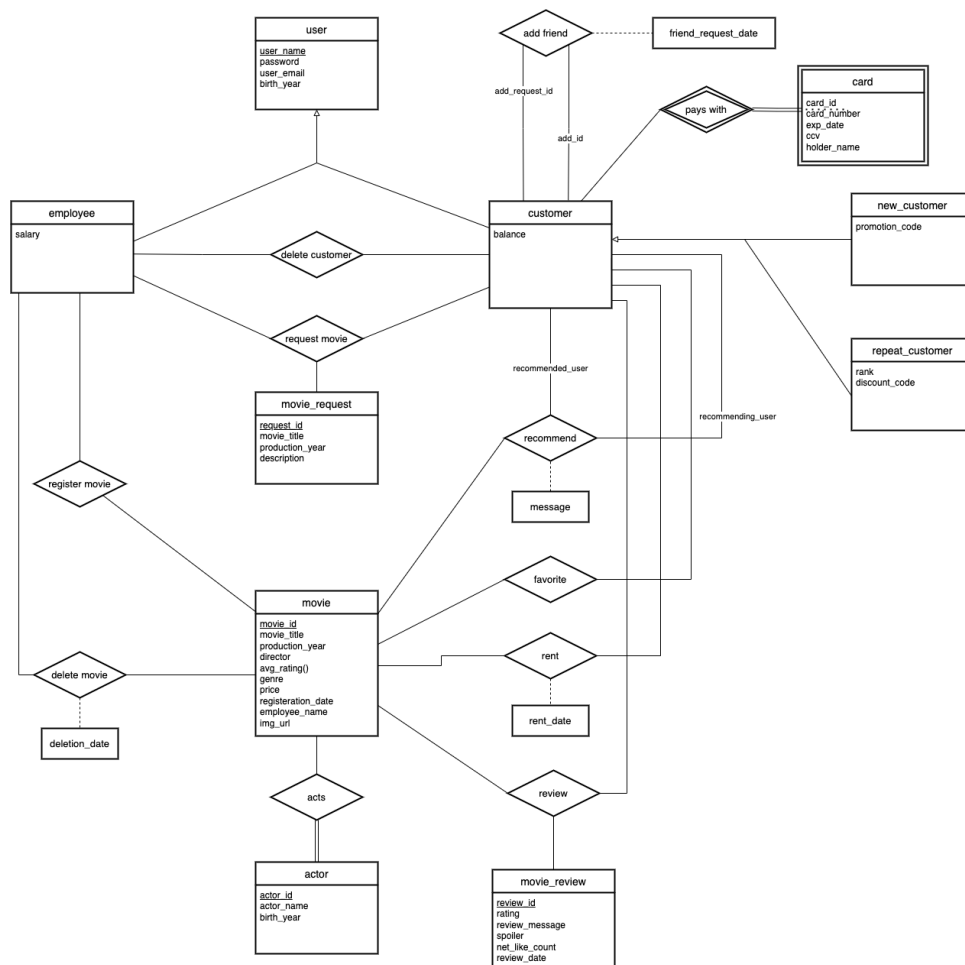 user
user_name
password
user_email
birth_year
add friend
friend_request_date
add_request_id
add_id
pays with
card
card_id
card_number
exp_date
ccv
holder_name
employee
salary
delete customer
customer
balance
new_customer
promotion_code
request movie
movie_request
request_id
movie_title
production_year
description
recommended_user
repeat_customer
rank
discount_code
recommending_user
recommend
message
register movie
favorite
movie
movie_id
movie_title
production_year
director
avg_rating()
genre
price
registeration_date
employee_name
img_url
rent
rent_date
delete movie
deletion_date
acts
review
actor
actor_id
actor_name
birth_year
movie_review
review_id
rating
review_message
spoiler
net_like_count
review_date